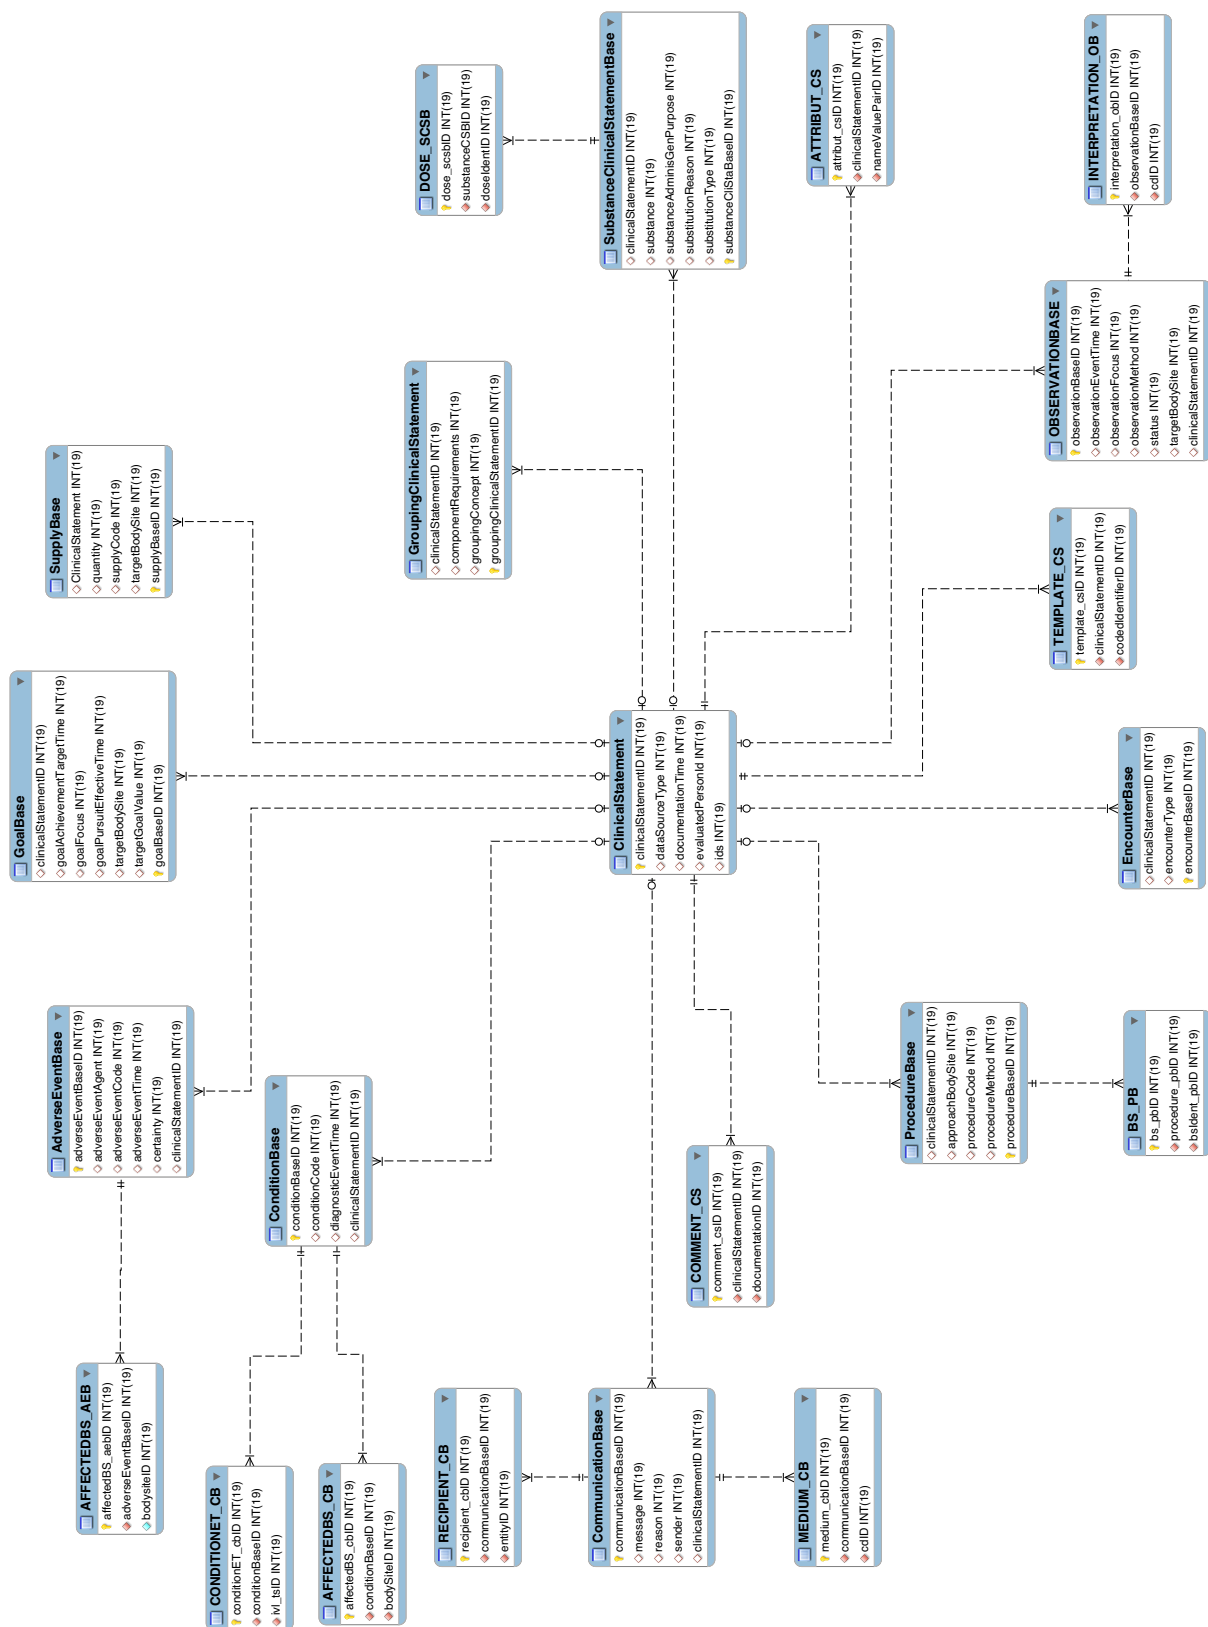 AFFECTEDBS_AEB
affectedBS_aebID INT(19)
adverseEventBaseID INT(19)
bodysiteID INT(19)
AdverseEventBase
adverseEventBaseID INT(19)
adverseEventAgent INT(19)
adverseEventCode INT(19)
adverseEventTime INT(19)
certainty INT(19)
clinicalStatementID INT(19)
GoalBase
clinicalStatementID INT(19)
goalAchievementTargetTime INT(19)
goalFocus INT(19)
goalPursuitEffectiveTime INT(19)
targetBodySite INT(19)
targetGoalValue INT(19)
goalBaseID INT(19)
SupplyBase
ClinicalStatement INT(19)
quantity INT(19)
supplyCode INT(19)
targetBodySite INT(19)
supplyBaseID INT(19)
CONDITIONET_CB
conditionET_cbID INT(19)
conditionBaseID INT(19)
ivl_tsID INT(19)
AFFECTEDBS_CB
affectedBS_cbID INT(19)
conditionBaseID INT(19)
bodySiteID INT(19)
ConditionBase
conditionBaseID INT(19)
conditionCode INT(19)
diagnosticEventTime INT(19)
clinicalStatementID INT(19)
GroupingClinicalStatement
clinicalStatementID INT(19)
componentRequirements INT(19)
groupingConcept INT(19)
groupingClinicalStatementID INT(19)
DOSE_SCSB
dose_scsbID INT(19)
substanceCSBID INT(19)
doseIdentID INT(19)
RECIPIENT_CB
recipient_cbID INT(19)
communicationBaseID INT(19)
entityID INT(19)
CommunicationBase
communicationBaseID INT(19)
message INT(19)
reason INT(19)
sender INT(19)
clinicalStatementID INT(19)
ClinicalStatement
clinicalStatementID INT(19)
dataSourceType INT(19)
documentationTime INT(19)
evaluatedPersonId INT(19)
ids INT(19)
SubstanceClinicalStatementBase
clinicalStatementID INT(19)
substance INT(19)
substanceAdminisGenPurpose INT(19)
substitutionReason INT(19)
substitutionType INT(19)
substanceCliStaBaseID INT(19)
COMMENT_CS
comment_csID INT(19)
clinicalStatementID INT(19)
documentationID INT(19)
MEDIUM_CB
medium_cbID INT(19)
communicationBaseID INT(19)
cdID INT(19)
ATTRIBUT_CS
attribut_csID INT(19)
clinicalStatementID INT(19)
nameValuePairID INT(19)
ProcedureBase
clinicalStatementID INT(19)
approachBodySite INT(19)
procedureCode INT(19)
procedureMethod INT(19)
procedureBaseID INT(19)
BS_PB
bs_pbID INT(19)
procedure_pbID INT(19)
bsIdent_pbID INT(19)
EncounterBase
clinicalStatementID INT(19)
encounterType INT(19)
encounterBaseID INT(19)
TEMPLATE_CS
template_csID INT(19)
clinicalStatementID INT(19)
codedIdentifierID INT(19)
OBSERVATIONBASE
observationBaseID INT(19)
observationEventTime INT(19)
observationFocus INT(19)
observationMethod INT(19)
status INT(19)
targetBodySite INT(19)
clinicalStatementID INT(19)
INTERPRETATION_OB
interpretation_obID INT(19)
observationBaseID INT(19)
cdID INT(19)